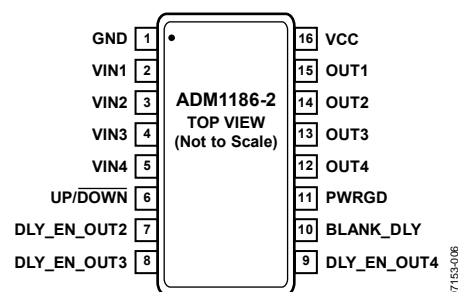 GND 1
VIN1 2
VIN2 3
VIN3 4
VIN4 5
UP/DOWN 6
DLY_EN_OUT2 7
DLY_EN_OUT3 8
ADM1186-2
TOP VIEW
(Not to Scale)
16 VCC
15 OUT1
14 OUT2
13 OUT3
12 OUT4
11 PWRGD
10 BLANK_DLY
9 DLY_EN_OUT4
07153-006